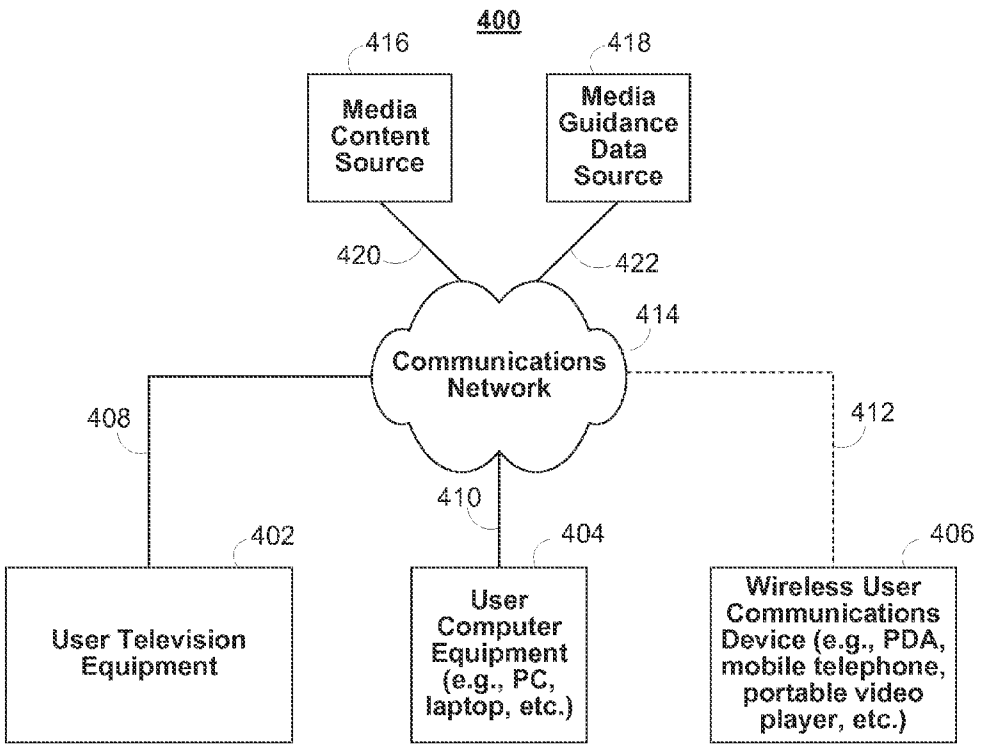 400
416
418
Media
Content
Source
Media
Guidance
Data
Source
420
422
414
Communications
Network
408
412
410
402
404
406
User Television
Equipment
User
Computer
Equipment
(e.g., PC,
laptop, etc.)
Wireless User
Communications
Device (e.g., PDA,
mobile telephone,
portable video
player, etc.)